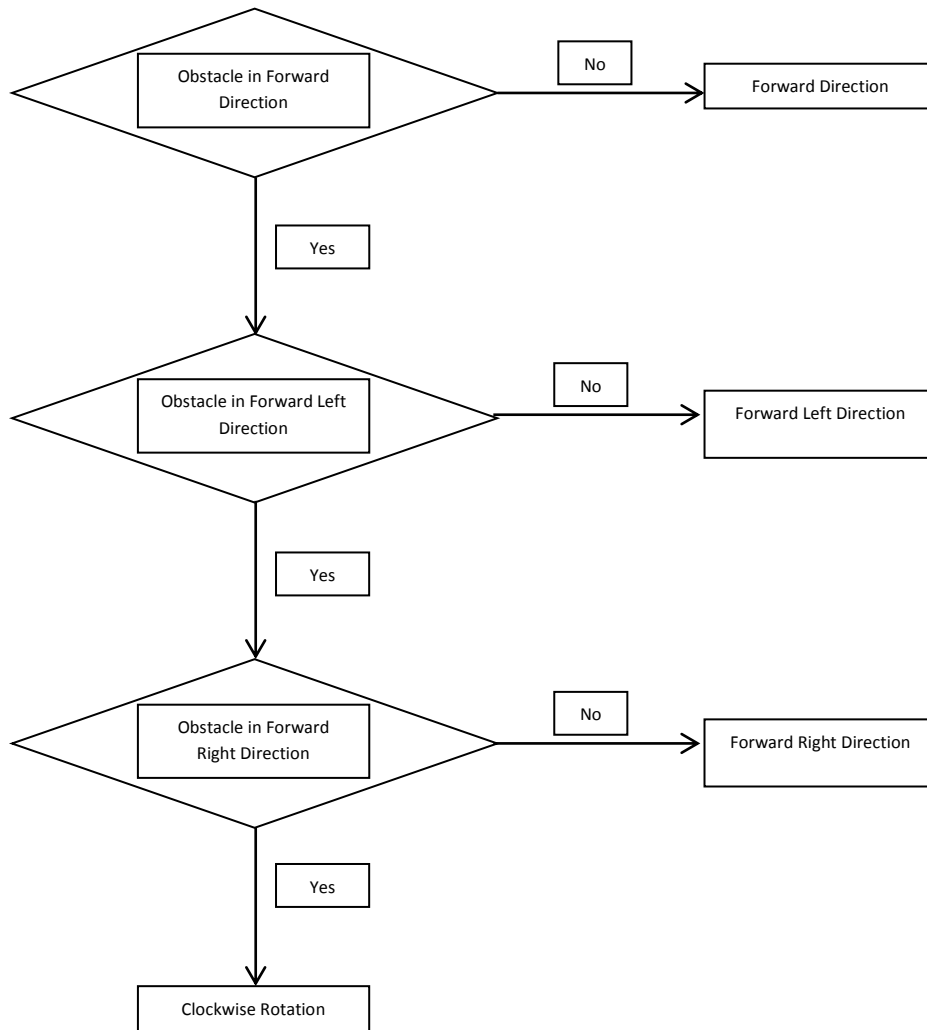 Obstacle in Forward
Direction
No
Forward Direction
Yes
Obstacle in Forward Left
Direction
No
Forward Left Direction
Yes
Obstacle in Forward
Right Direction
No
Forward Right Direction
Yes
Clockwise Rotation